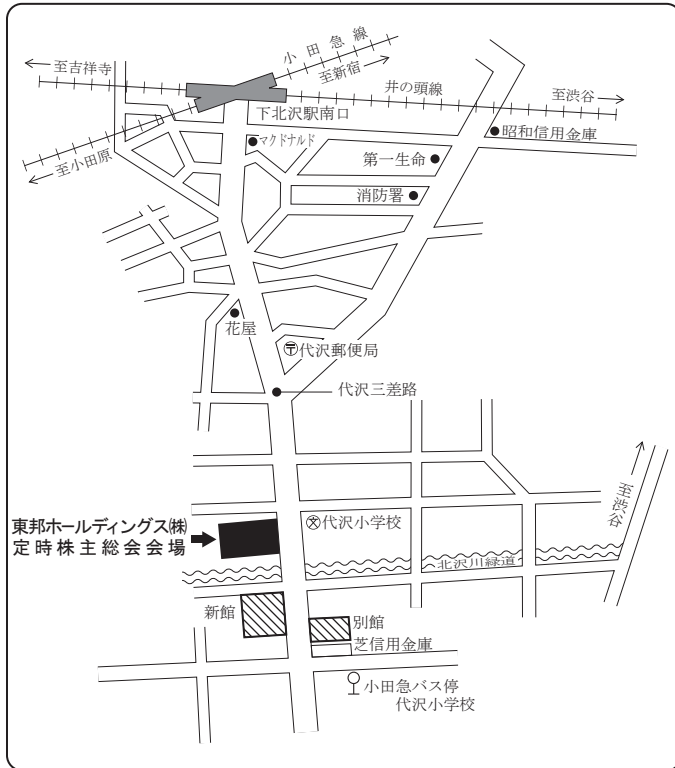 小田急線
至吉祥寺
至新宿
井の頭線
至渋谷
下北沢駅南口
マクドナルド
昭和信用金庫
至小田原
第一生命
消防署
花屋
〒代沢郵便局
代沢三差路
至渋谷
文代沢小学校
東邦ホールディングス㈱
定時株主総会会場
北沢川緑道
新館
別館
芝信用金庫
小田急バス停
代沢小学校